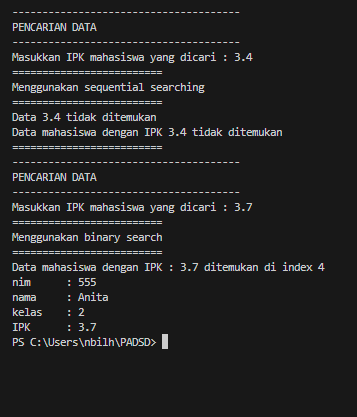 --------------------------------------
PENCARIAN DATA
--------------------------------------
Masukkan IPK mahasiswa yang dicari : 3.4
=========================
Menggunakan sequential searching
=========================
Data 3.4 tidak ditemukan
Data mahasiswa dengan IPK 3.4 tidak ditemukan
=========================
--------------------------------------
PENCARIAN DATA
--------------------------------------
Masukkan IPK mahasiswa yang dicari : 3.7
=========================
Menggunakan binary search
=========================
Data mahasiswa dengan IPK : 3.7 ditemukan di index 4
nim      : 555
nama     : Anita
kelas    : 2
IPK      : 3.7
PS C:\Users\nbilh\PADSD>